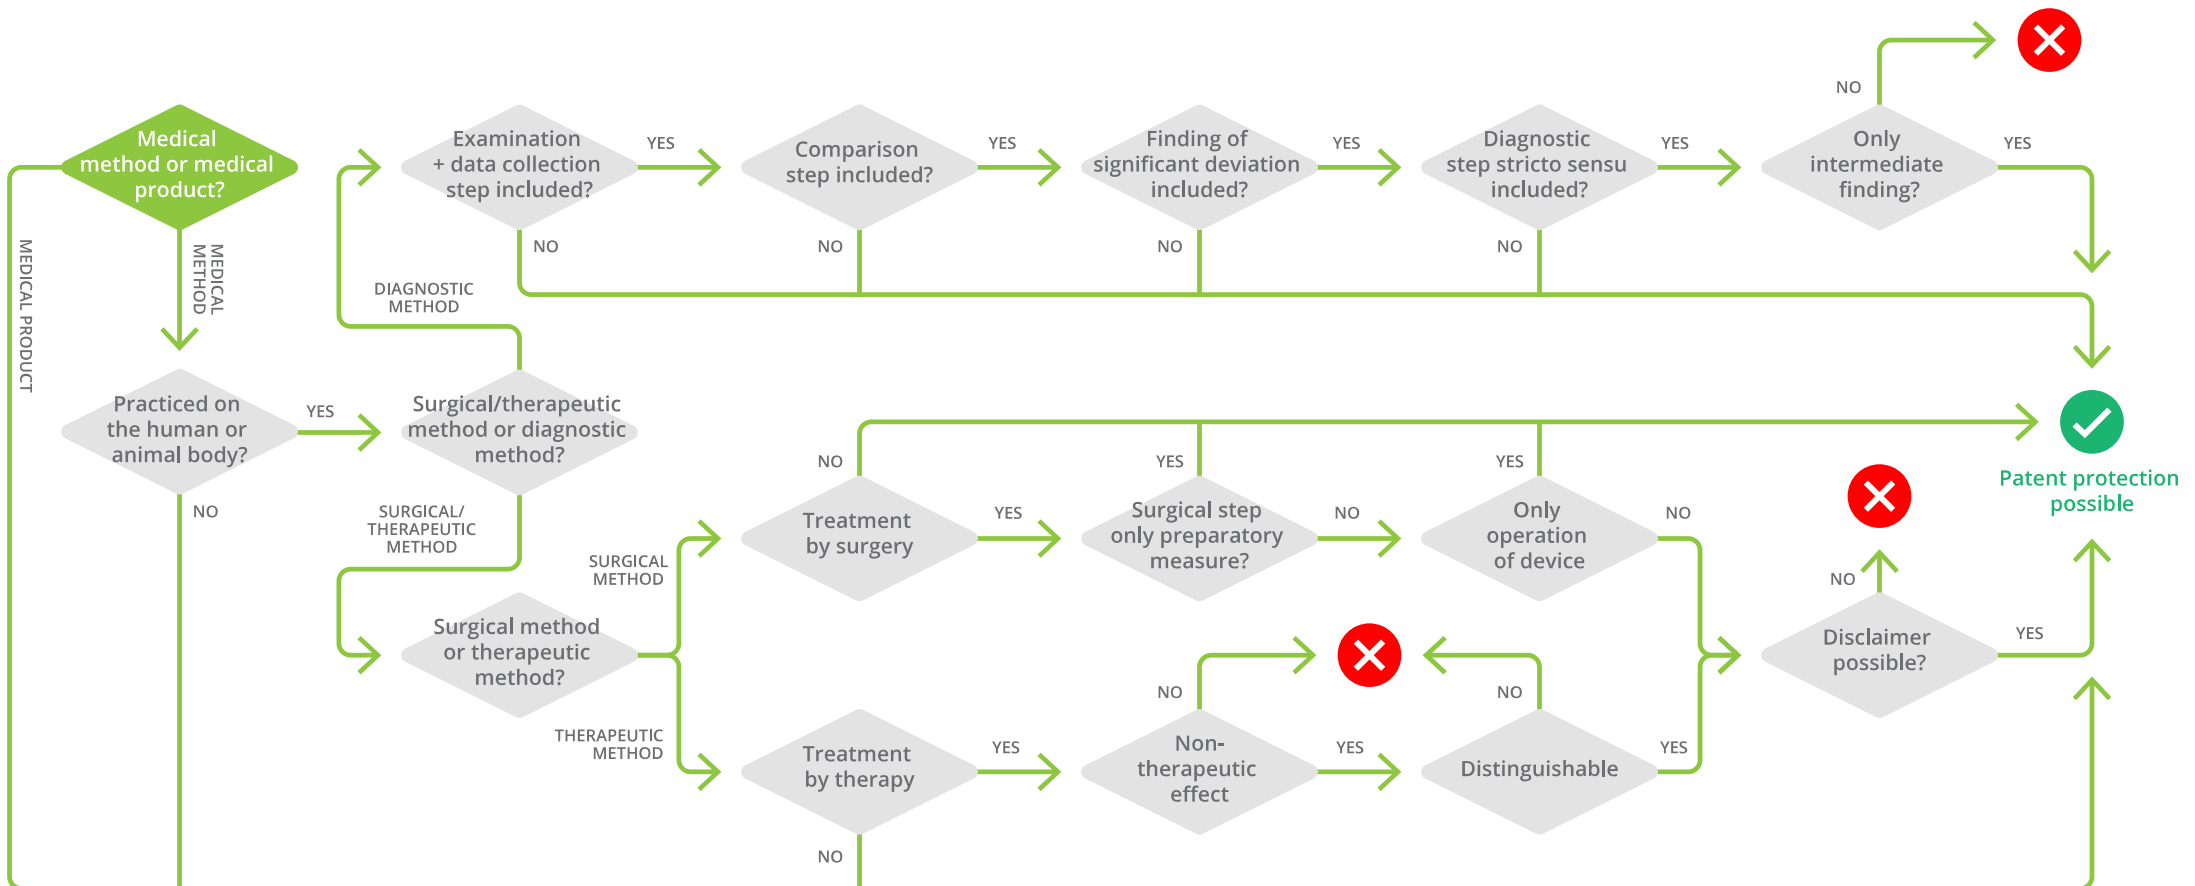 NO
Medical
method or medical
product?
Examination
+ data collection
step included?
YES
Comparison
step included?
YES
Finding of
significant deviation
included?
YES
Diagnostic
step stricto sensu
included?
YES
Only
intermediate
finding?
YES
MEDICAL PRODUCT
MEDICAL
METHOD
NO
NO
NO
NO
DIAGNOSTIC
METHOD
Practiced on
the human or
animal body?
YES
Surgical/therapeutic
method or diagnostic
method?
NO
SURGICAL/
THERAPEUTIC
METHOD
NO
YES
YES
Treatment
by surgery
YES
Surgical step
only preparatory
measure?
NO
Only
operation
of device
NO
Patent protection
possible
SURGICAL
METHOD
NO
Surgical method
or therapeutic
method?
Disclaimer
possible?
YES
THERAPEUTIC
METHOD
NO
NO
Treatment
by therapy
YES
Non-
therapeutic
effect
YES
Distinguishable
YES
NO